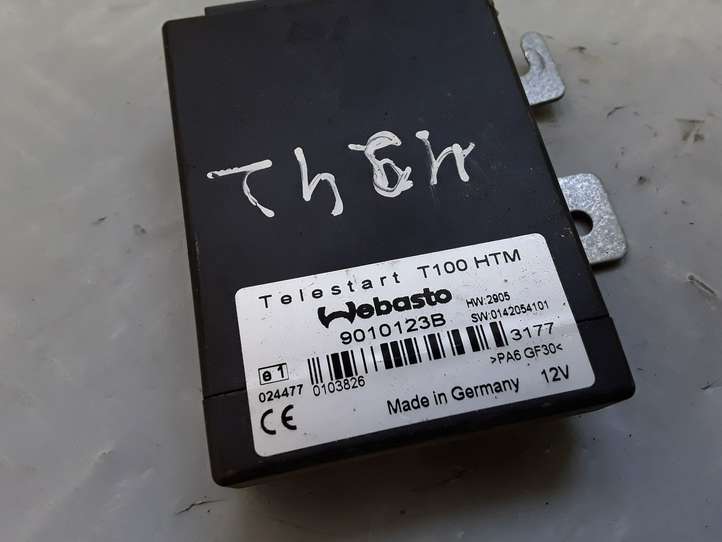 Telestart T100 HTM
Webasto
HW:2905
9010123B
SW:0142054101
3177
e1
>PA6 GF30<
024477
0103826
Made in Germany 12V
CE